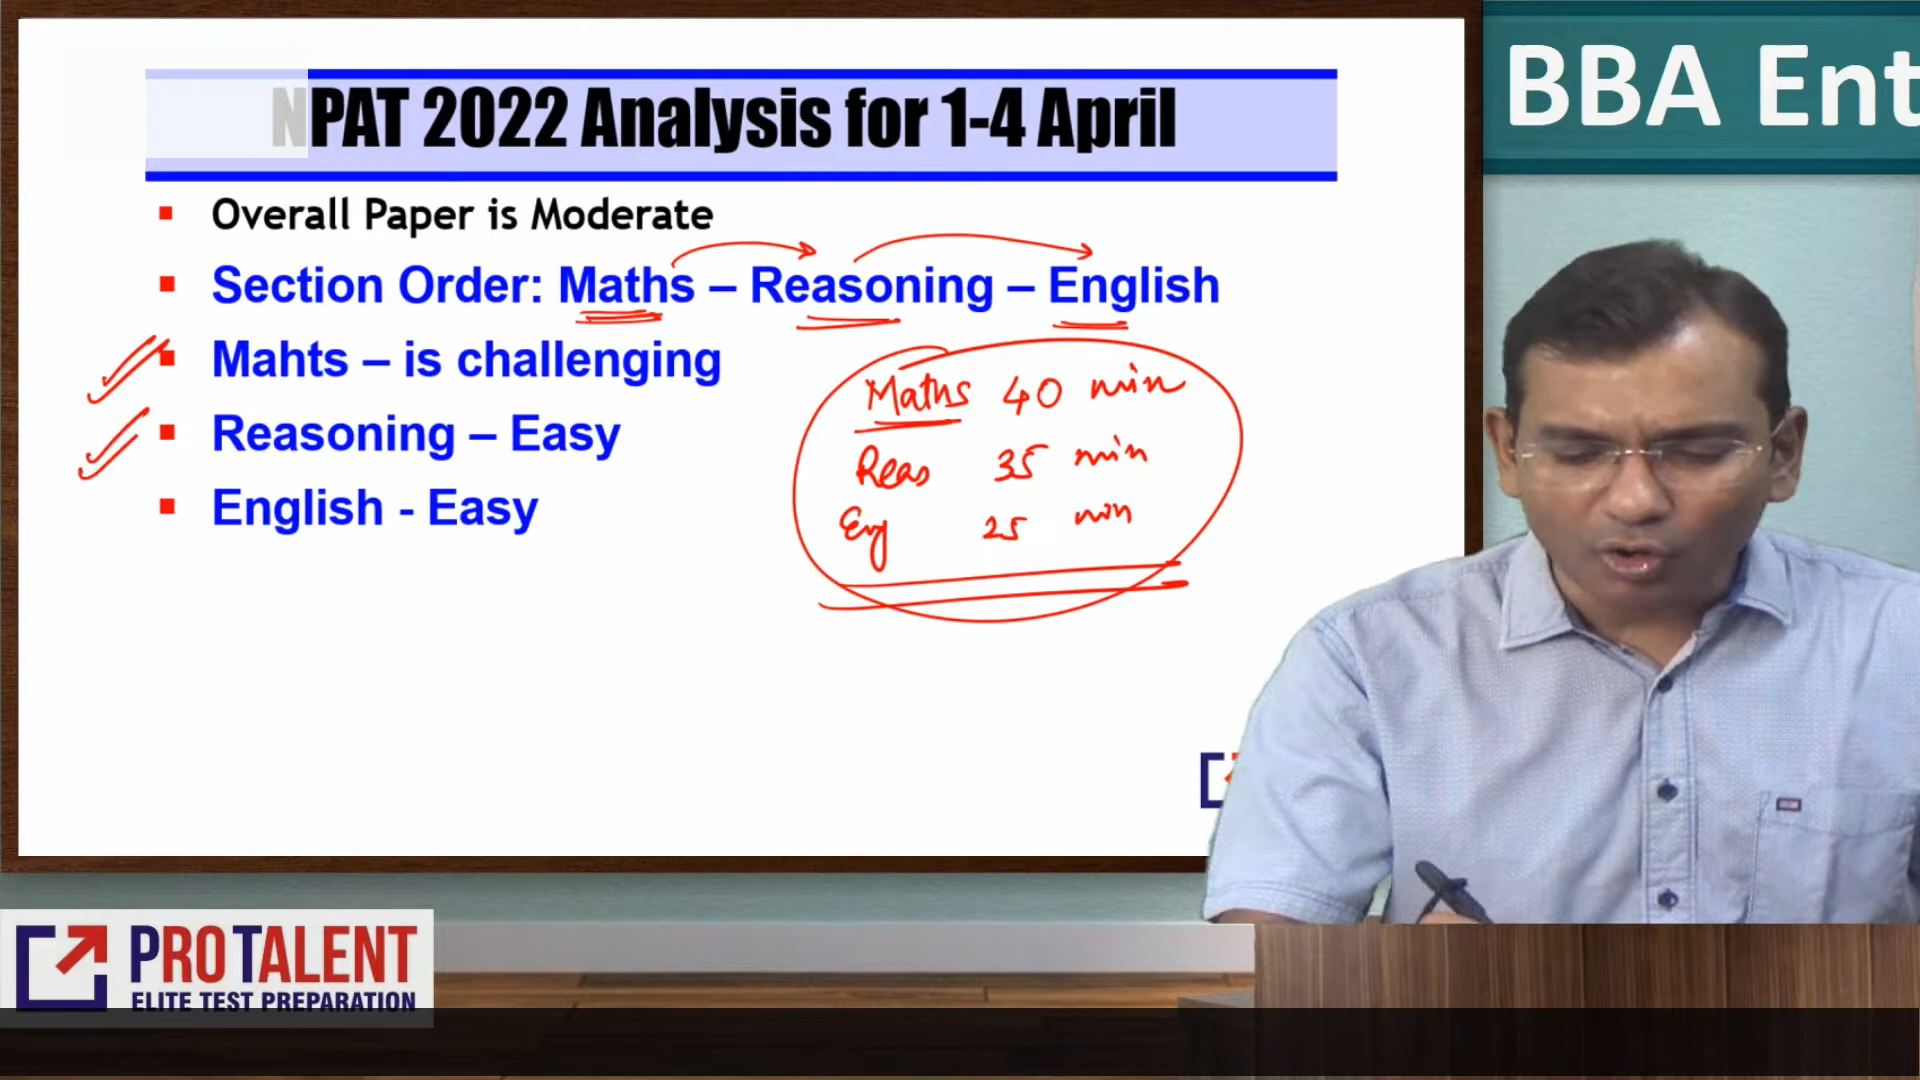 NPAT 2022 Analysis for 1-4 April
BBA Ent
Overall Paper is Moderate
Section Order: Maths – Reasoning – English
Mahts – is challenging
Reasoning – Easy
English - Easy
Maths 40 min
Reas 35 min
Eng 25 min
PROTALENT
ELITE TEST PREPARATION